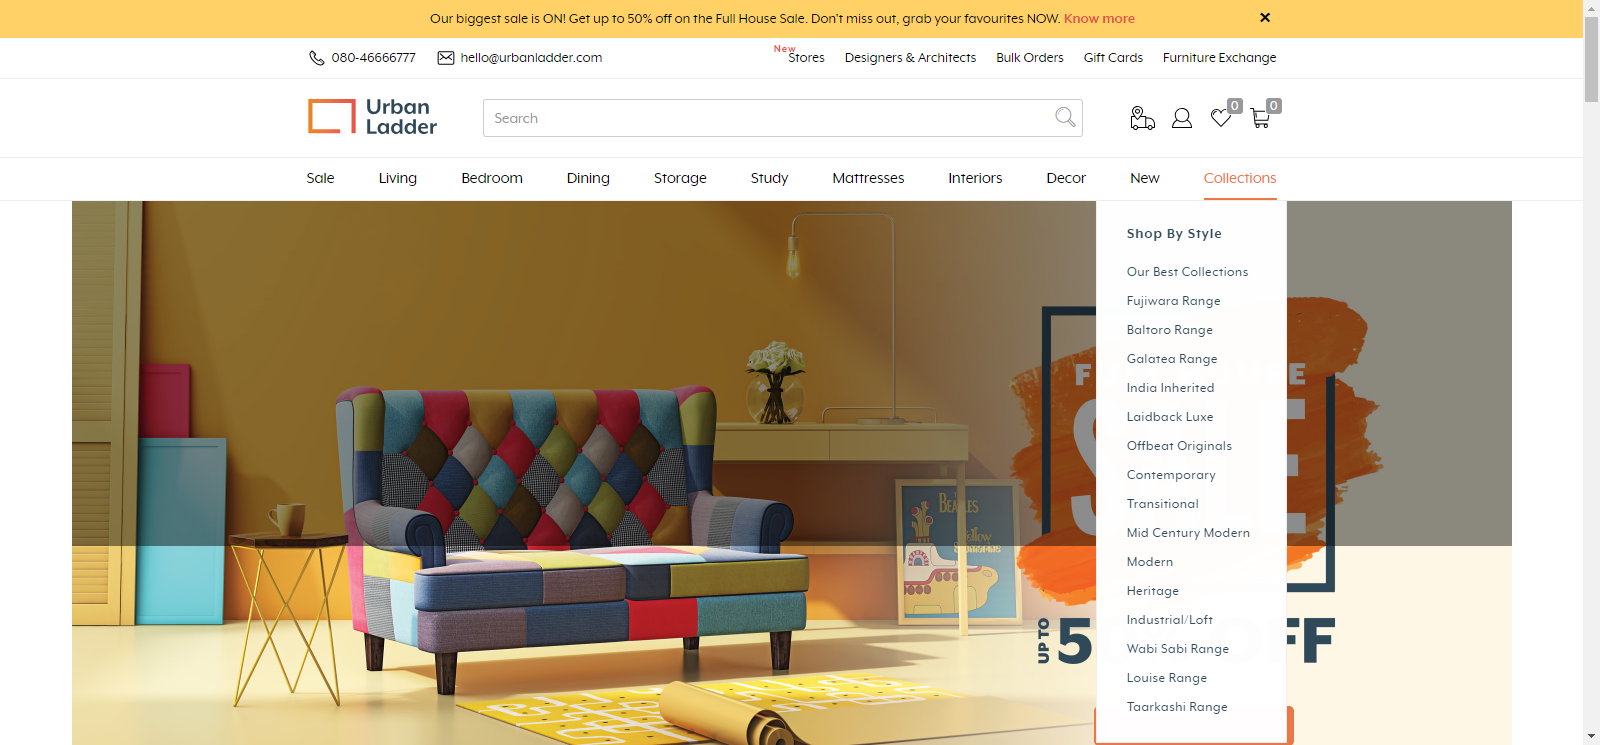 Our biggest sale is ON! Get up to 50% off on the Full House Sale. Don't miss out, grab your favourites NOW. Know more
080-46666777 hello@urbanladder.com New Stores Designers & Architects Bulk Orders Gift Cards Furniture Exchange
Urban
Ladder
Search
0 0
Sale Living Bedroom Dining Storage Study Mattresses Interiors Decor New Collections
Shop By Style
Our Best Collections
Fujiwara Range
Baltoro Range
Galatea Range
India Inherited
Laidback Luxe
Offbeat Originals
Contemporary
Transitional
Mid Century Modern
Modern
Heritage
Industrial/Loft
Wabi Sabi Range
Louise Range
Taarkashi Range
BEATLES
UP TO